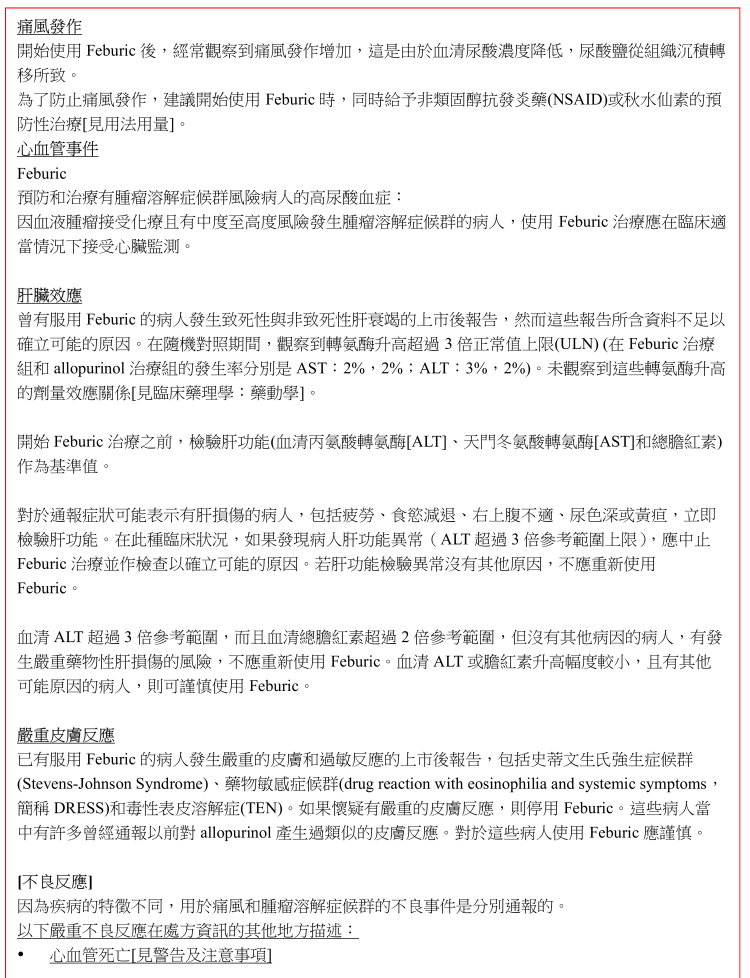 痛風發作
開始使用 Feburic 後，經常觀察到痛風發作增加，這是由於血清尿酸濃度降低，尿酸鹽從組織沉積轉
移所致。
為了防止痛風發作，建議開始使用 Feburic 時，同時給予非類固醇抗發炎藥(NSAID)或秋水仙素的預
防性治療[見用法用量]。
心血管事件
Feburic
預防和治療有腫瘤溶解症候群風險病人的高尿酸血症：
因血液腫瘤接受化療且有中度至高度風險發生腫瘤溶解症候群的病人，使用 Feburic 治療應在臨床適
當情況下接受心臟監測。
肝臟效應
曾有服用 Feburic 的病人發生致死性與非致死性肝衰竭的上市後報告，然而這些報告所含資料不足以
確立可能的原因。在隨機對照期間，觀察到轉氨酶升高超過 3 倍正常值上限(ULN) (在 Feburic 治療
組和 allopurinol 治療組的發生率分別是 AST：2%，2%；ALT：3%，2%)。未觀察到這些轉氨酶升高
的劑量效應關係[見臨床藥理學：藥動學]。
開始 Feburic 治療之前，檢驗肝功能(血清丙氨酸轉氨酶[ALT]、天門冬氨酸轉氨酶[AST]和總膽紅素)
作為基準值。
對於通報症狀可能表示有肝損傷的病人，包括疲勞、食慾減退、右上腹不適、尿色深或黃疸，立即
檢驗肝功能。在此種臨床狀況，如果發現病人肝功能異常（ALT 超過 3 倍參考範圍上限），應中止
Feburic 治療並作檢查以確立可能的原因。若肝功能檢驗異常沒有其他原因，不應重新使用
Feburic。
血清 ALT 超過 3 倍參考範圍，而且血清總膽紅素超過 2 倍參考範圍，但沒有其他病因的病人，有發
生嚴重藥物性肝損傷的風險，不應重新使用 Feburic。血清 ALT 或膽紅素升高幅度較小，且有其他
可能原因的病人，則可謹慎使用 Feburic。
嚴重皮膚反應
已有服用 Feburic 的病人發生嚴重的皮膚和過敏反應的上市後報告，包括史蒂文生氏強生症候群
(Stevens-Johnson Syndrome)、藥物敏感症候群(drug reaction with eosinophilia and systemic symptoms，
簡稱 DRESS)和毒性表皮溶解症(TEN)。如果懷疑有嚴重的皮膚反應，則停用 Feburic。這些病人當
中有許多曾經通報以前對 allopurinol 產生過類似的皮膚反應。對於這些病人使用 Feburic 應謹慎。
[不良反應]
因為疾病的特徵不同，用於痛風和腫瘤溶解症候群的不良事件是分別通報的。
以下嚴重不良反應在處方資訊的其他地方描述：
• 心血管死亡[見警告及注意事項]